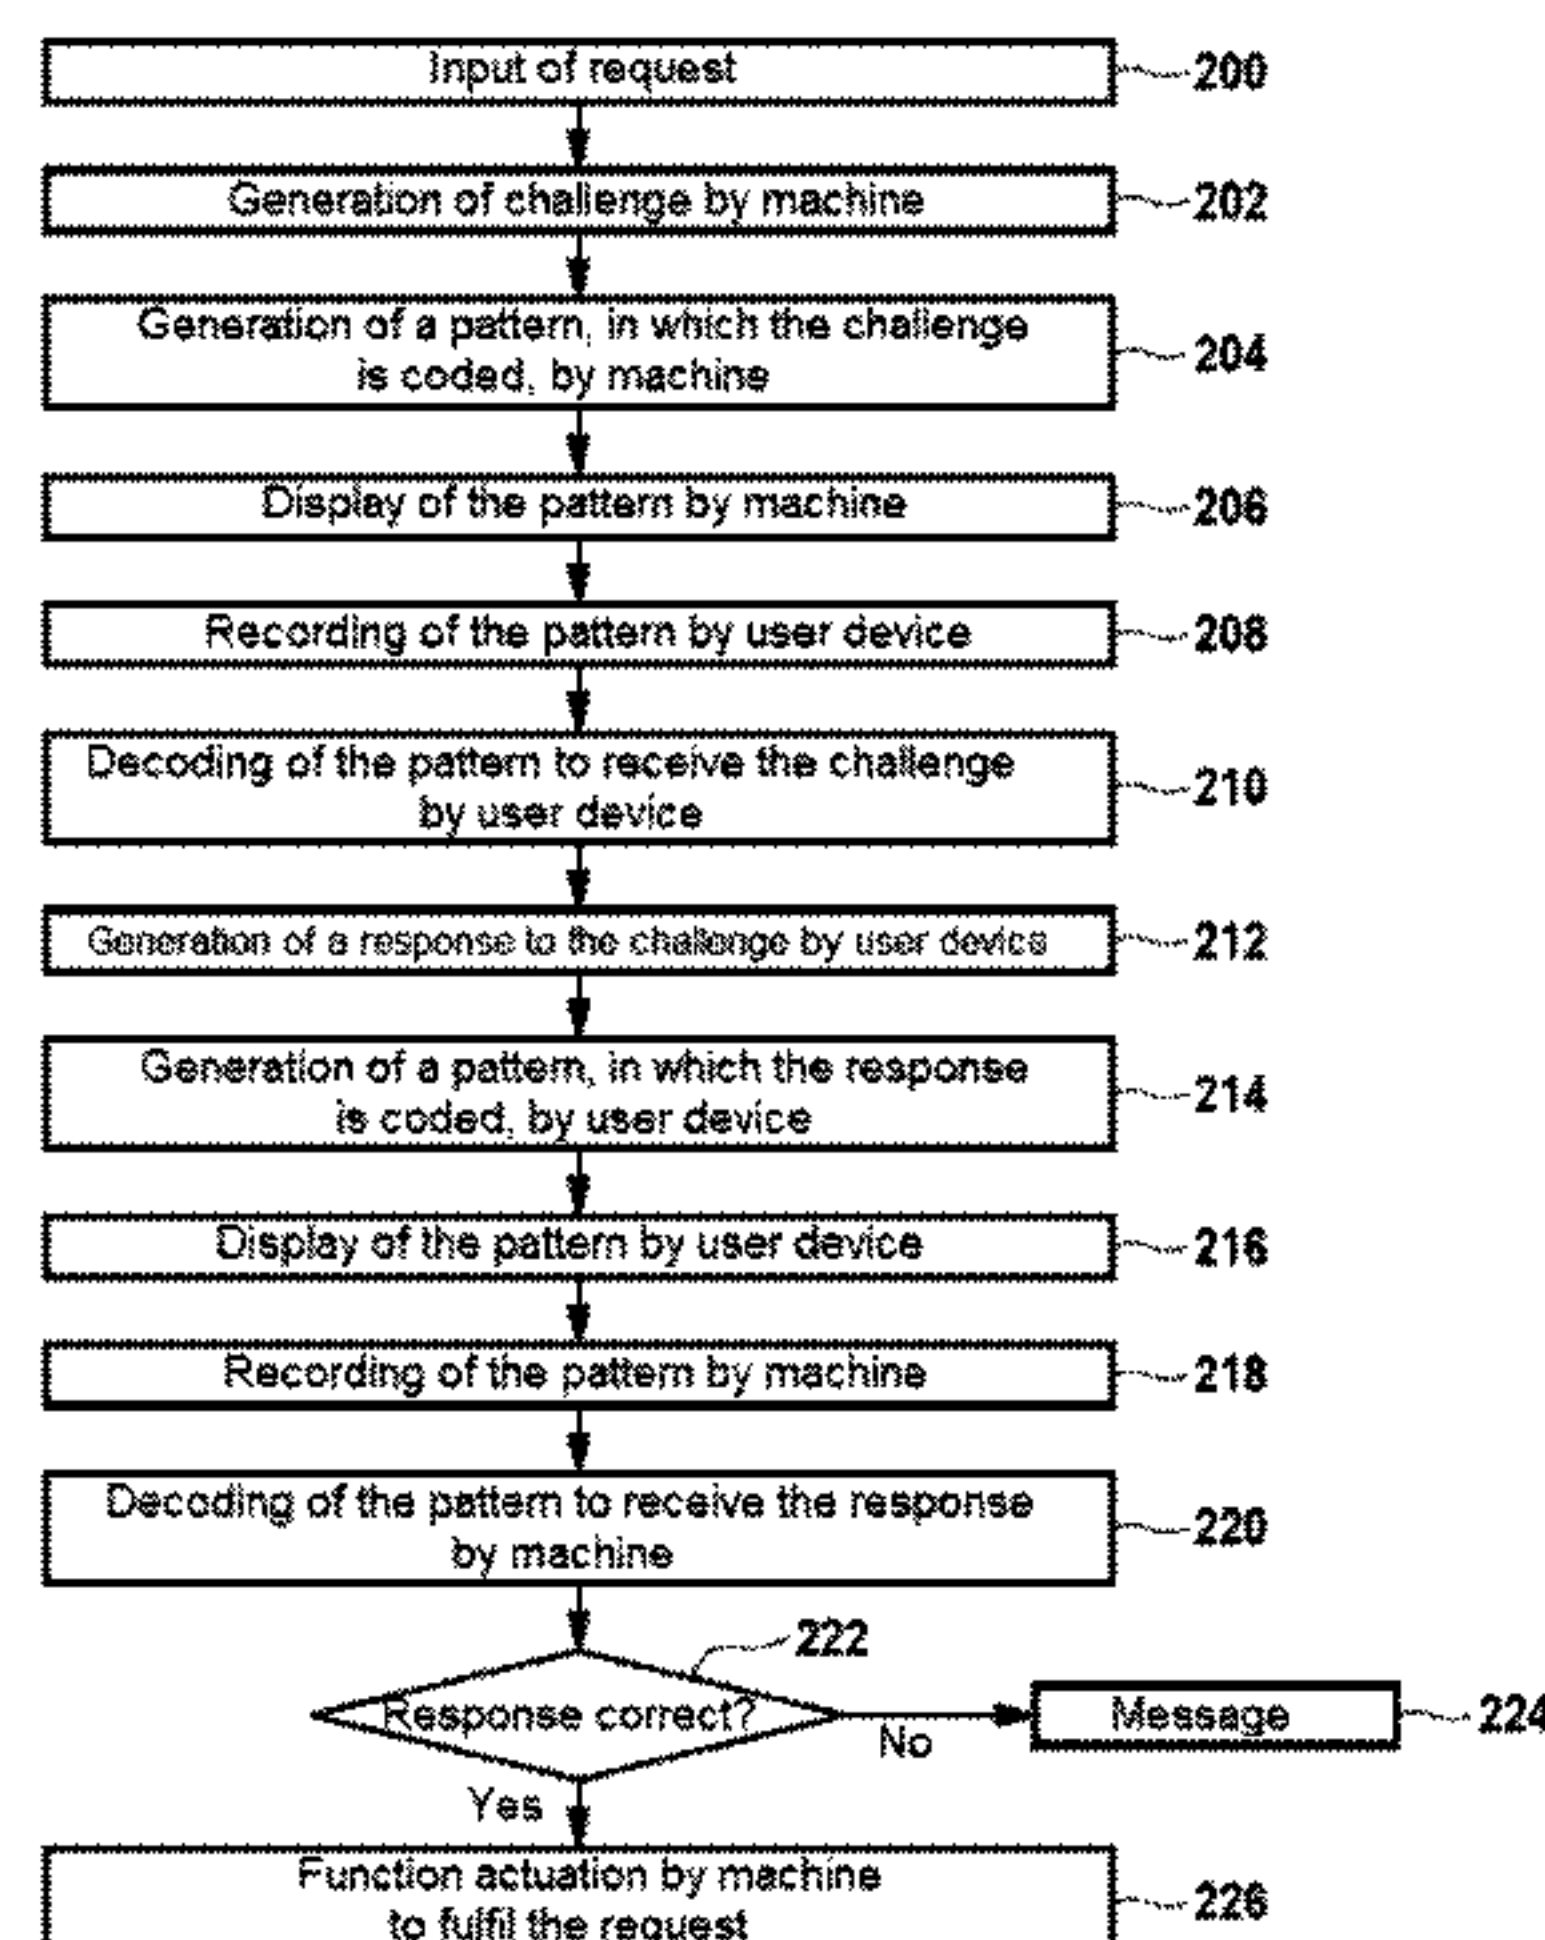 Input of request
200
Generation of challenge by machine
202
Generation of a pattern, in which the challenge
is coded, by machine
204
Display of the pattern by machine
206
Recording of the pattern by user device
208
Decoding of the pattern to receive the challenge
by user device
210
Generation of a response to the challenge by user device
212
Generation of a pattern, in which the response
is coded, by user device
214
Display of the pattern by user device
216
Recording of the pattern by machine
218
Decoding of the pattern to receive the response
by machine
220
222
Response correct?
No
Message
224
Yes
Function actuation by machine
to fulfil the request
226